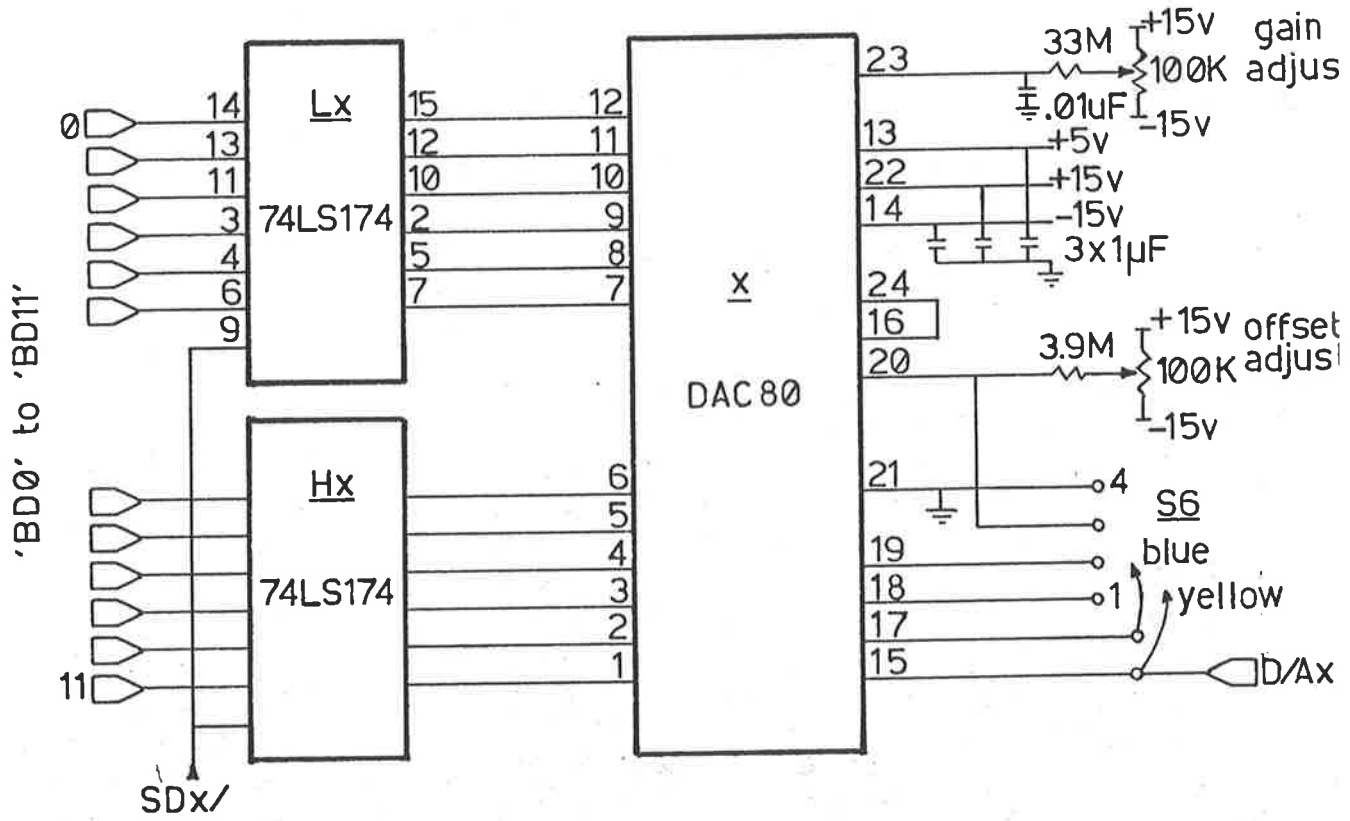 'BD0' to 'BD11'
0
11
14
13
11
3
4
6
9
Lx
74LS174
15
12
10
2
5
7
12
11
10
9
8
7
Hx
74LS174
6
5
4
3
2
1
SDx/
x
DAC80
23
33M
+15v
gain
100K adjus
.01uF
-15v
13
+5v
22
+15v
14
-15v
3x1µF
24
16
20
3.9M
+15v
offset
100K adjust
-15v
21
4
S6
19
blue
18
1
yellow
17
15
D/Ax